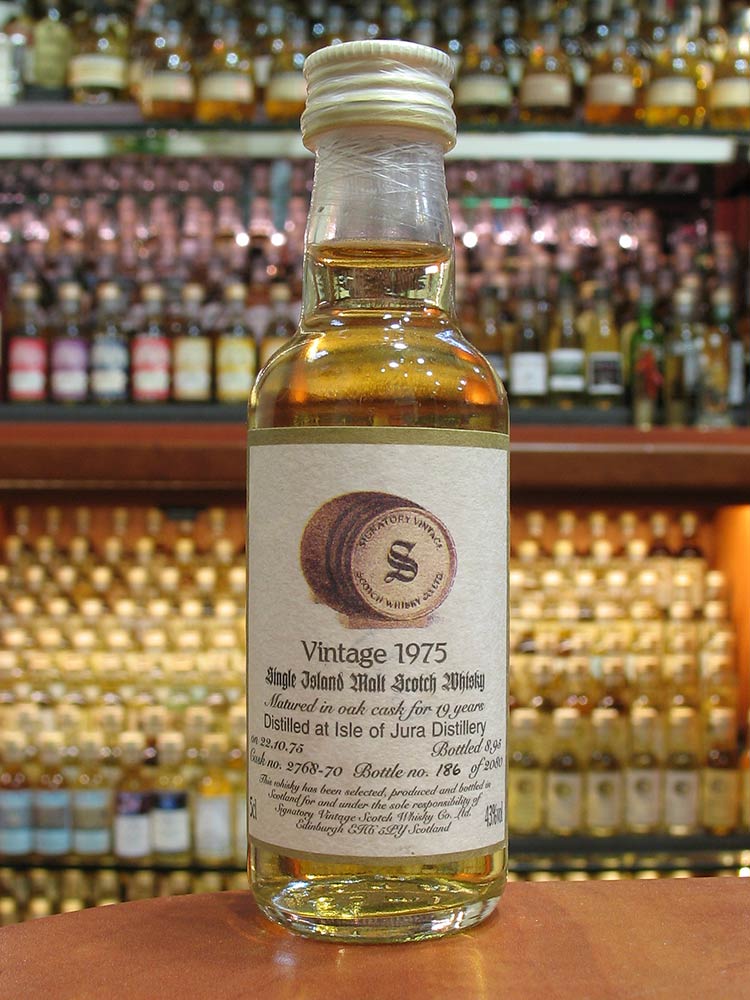 SIGNATORY VINTAGE
S
SCOTCH WHISKY CO LTD.
Vintage 1975
Single Island Malt Scotch Whisky
Matured in oak cask for 19 years
Distilled at Isle of Jura Distillery
on 22.10.75 Bottled 8.95
Cask no. 2768-70 Bottle no. 186 of 2080
This whisky has been selected, produced and bottled in
Scotland for and under the sole responsibility of
Signatory Vintage Scotch Whisky Co. Ltd.
5cl Edinburgh EH6 5PY Scotland 43%vol